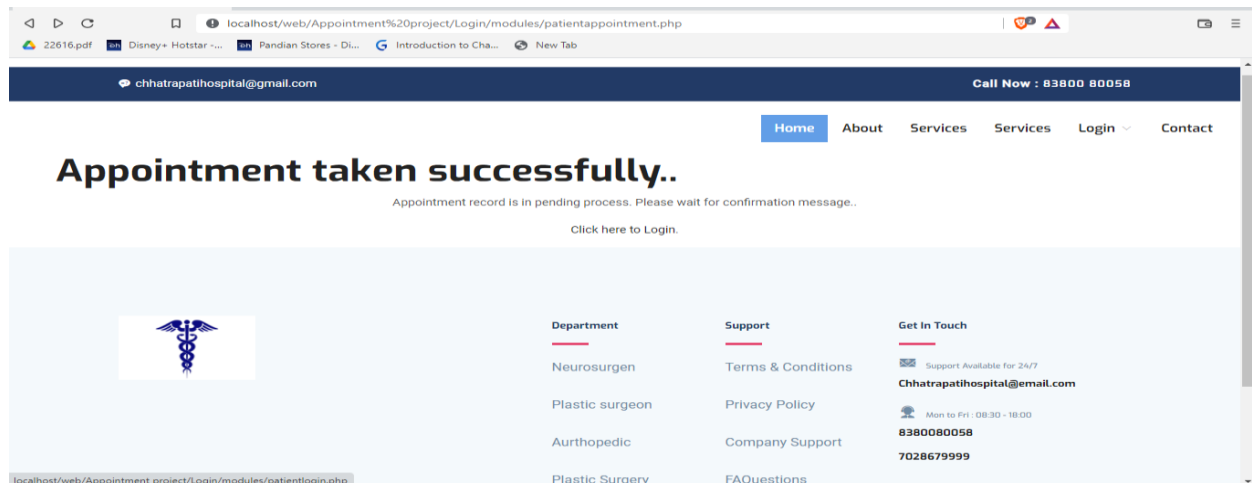 localhost/web/Appointment%20project/Login/modules/patientappointment.php
2
22616.pdf Disney+ Hotstar -... Pandian Stores - Di... Introduction to Cha... New Tab
chhatrapatihospital@gmail.com Call Now : 83800 80058
Home About Services Services Login Contact
Appointment taken successfully..
Appointment record is in pending process. Please wait for confirmation message..
Click here to Login.
Department
Neurosurgen
Plastic surgeon
Aurthopedic
Plastic Surgery
Support
Terms & Conditions
Privacy Policy
Company Support
FAQuestions
Get In Touch
Support Available for 24/7
Chhatrapatihospital@email.com
Mon to Fri : 08:30 - 18:00
8380080058
7028679999
localhost/web/Appointment project/Login/modules/patientlogin.php